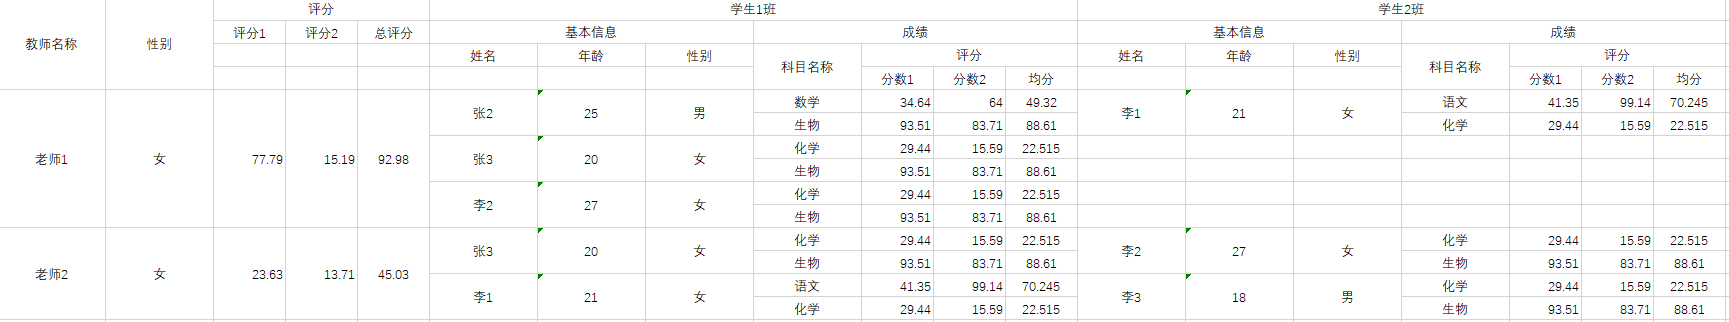 评分 学生1班 学生2班
教师名称 性别 评分1 评分2 总评分 基本信息 成绩 基本信息 成绩
姓名 年龄 性别 科目名称 评分 姓名 年龄 性别 科目名称 评分
分数1 分数2 均分 分数1 分数2 均分
老师1 女 77.79 15.19 92.98 张2 25 男 数学 34.64 64 49.32 李1 21 女 语文 41.35 99.14 70.245
生物 93.51 83.71 88.61 化学 29.44 15.59 22.515
张3 20 女 化学 29.44 15.59 22.515
生物 93.51 83.71 88.61
李2 27 女 化学 29.44 15.59 22.515
生物 93.51 83.71 88.61
老师2 女 23.63 13.71 45.03 张3 20 女 化学 29.44 15.59 22.515 李2 27 女 化学 29.44 15.59 22.515
生物 93.51 83.71 88.61 生物 93.51 83.71 88.61
李1 21 女 语文 41.35 99.14 70.245 李3 18 男 化学 29.44 15.59 22.515
化学 29.44 15.59 22.515 生物 93.51 83.71 88.61